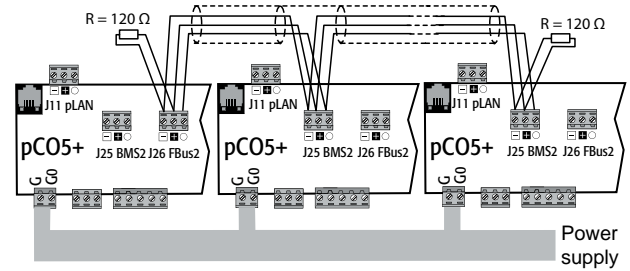 R = 120 Ω
R = 120 Ω
J11 pLAN
J11 pLAN
J11 pLAN
pCO5+
J25 BMS2 J26 FBus2
pCO5+
J25 BMS2 J26 FBus2
pCO5+
J25 BMS2 J26 FBus2
G
G0
G
G0
G
G0
Power
supply